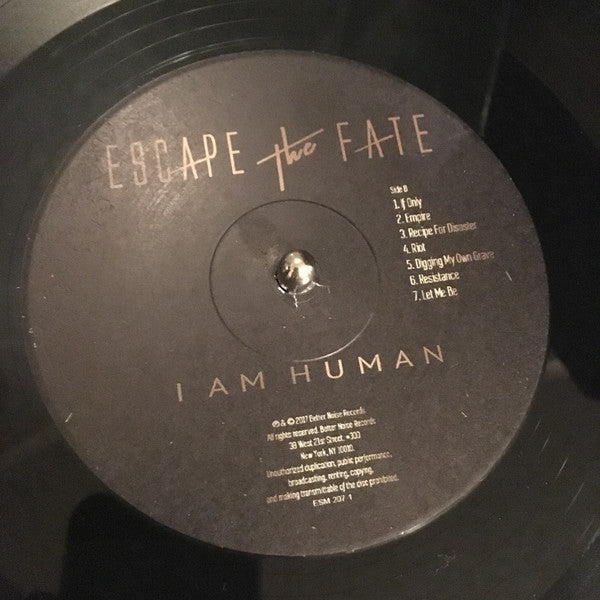 ESCAPE the FATE
Side B
1. If Only
2. Empire
3. Recipe For Disaster
4. Riot
5. Digging My Own Grave
6. Resistance
7. Let Me Be
I AM HUMAN
℗ & © 2017 Better Noise Records
All rights reserved. Better Noise Records
38 West 21st Street, #300
New York, NY 10010.
Unauthorized duplication, public performance,
broadcasting, renting, copying,
and making transmittable of the disc prohibited.
ESM 207 1